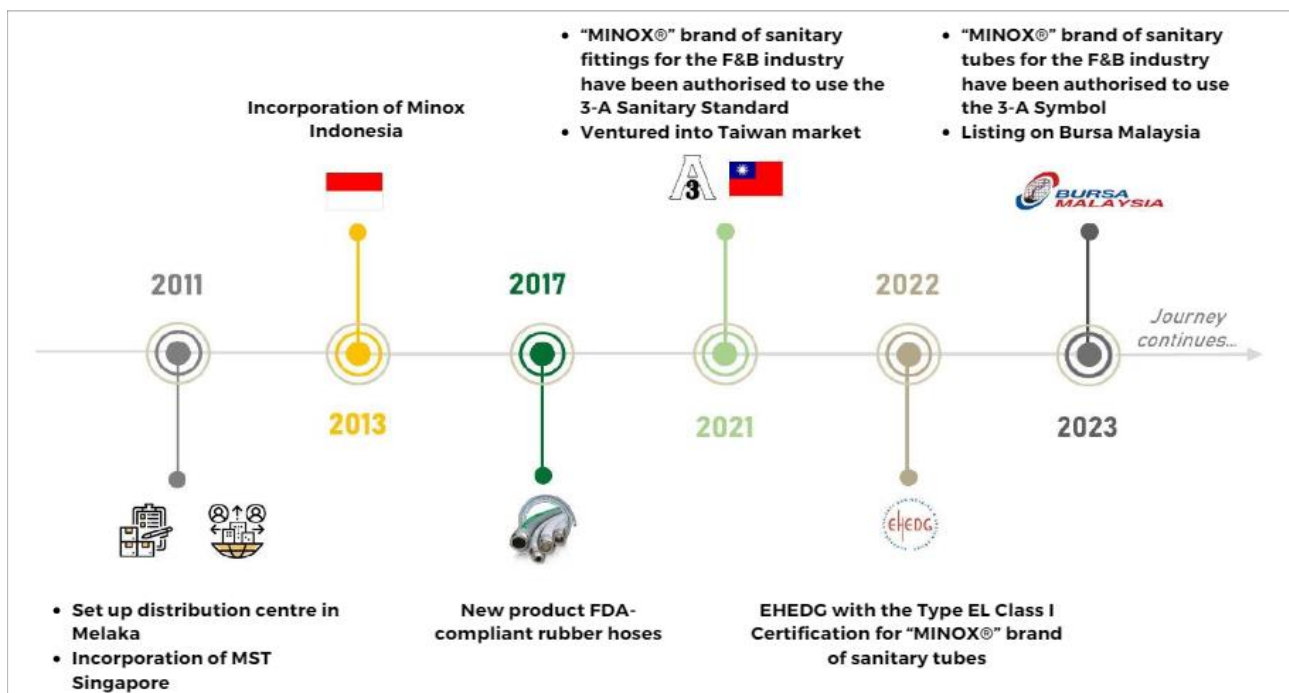 • “MINOX®” brand of sanitary
fittings for the F&B industry
have been authorised to use the
3-A Sanitary Standard
• Ventured into Taiwan market
• “MINOX®” brand of sanitary
tubes for the F&B industry
have been authorised to use
the 3-A Symbol
• Listing on Bursa Malaysia
Incorporation of Minox
Indonesia
A
3
BURSA
MALAYSIA
2011
2017
2022
Journey
continues...
2013
2021
2023
EHEDG
• Set up distribution centre in
Melaka
• Incorporation of MST
Singapore
New product FDA-
compliant rubber hoses
EHEDG with the Type EL Class I
Certification for “MINOX®” brand
of sanitary tubes